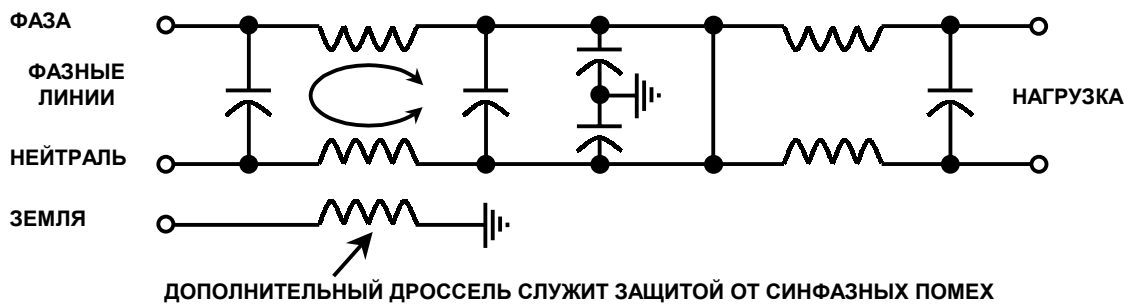 ФАЗА
ФАЗНЫЕ
ЛИНИИ
НАГРУЗКА
НЕЙТРАЛЬ
ЗЕМЛЯ
ДОПОЛНИТЕЛЬНЫЙ ДРОССЕЛЬ СЛУЖИТ ЗАЩИТОЙ ОТ СИНФАЗНЫХ ПОМЕХ